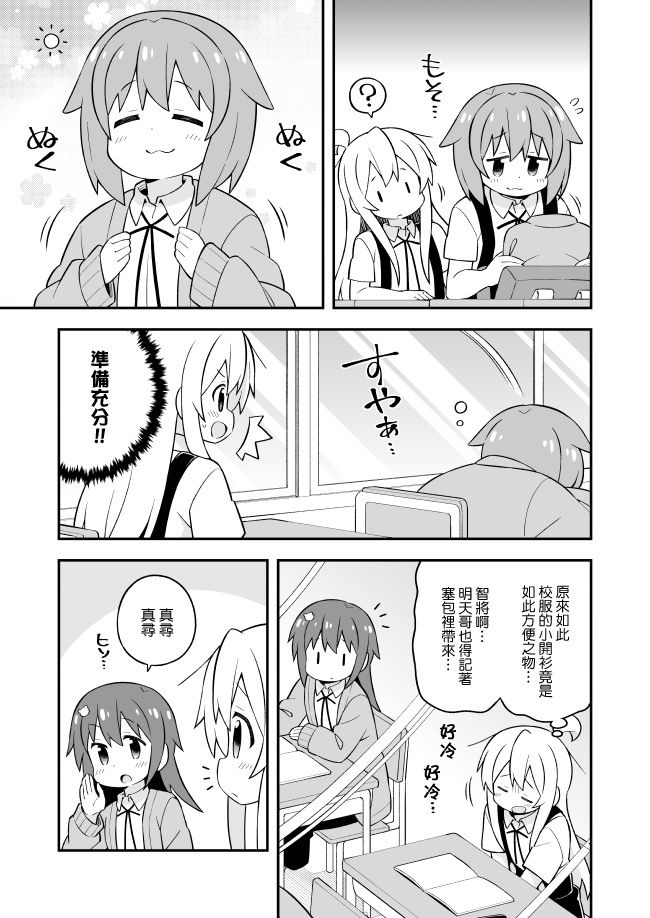 もそ…
?
ぬく
ぬく
すやぁ…
準備充分!!
原來如此
校服的小開衫竟是
如此方便之物…
智將啊…
明天哥也得記著
塞包裡帶來…
好冷
好冷…
真尋
真尋
ヒソ…